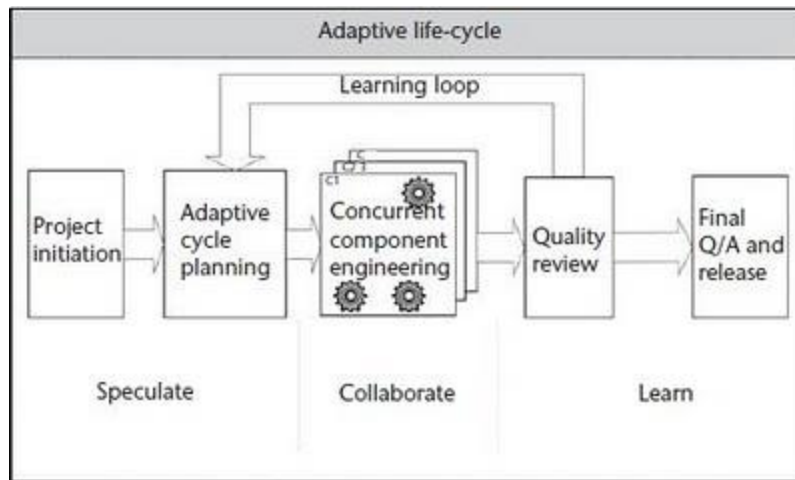 Adaptive life-cycle
Learning loop
Project
initiation
Adaptive
cycle
planning
C
C1
Concurrent
component
engineering
Quality
review
Final
Q/A and
release
Speculate
Collaborate
Learn